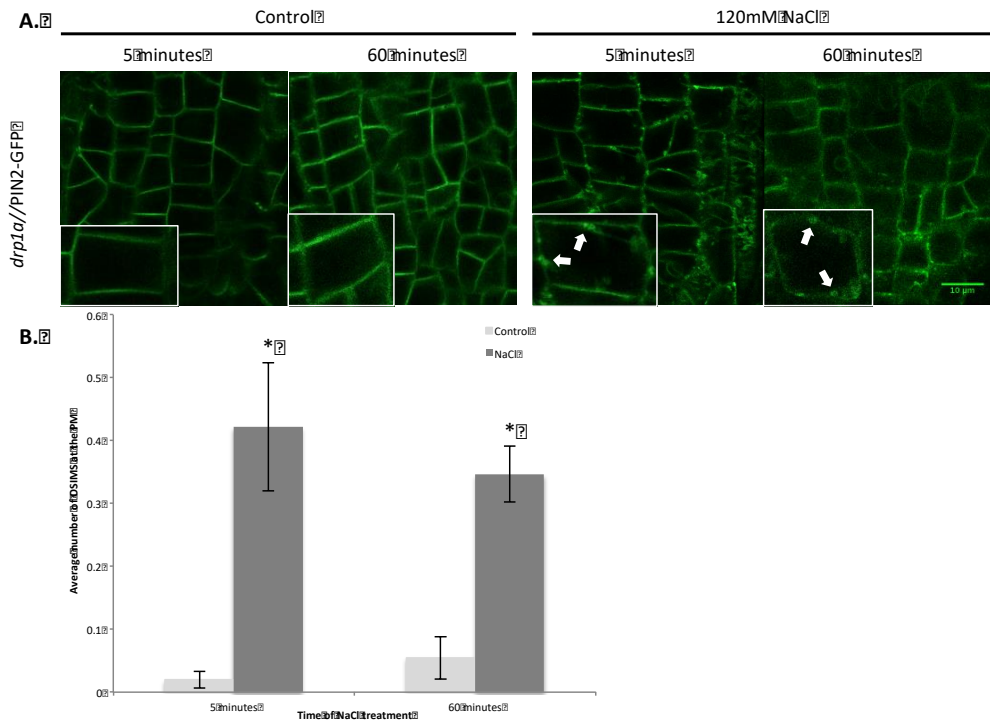 A.
Control
120mM NaCl
5 minutes
60 minutes
5 minutes
60 minutes
drp1a//PIN2-GFP
10 µm
B.
0.6
0.5
0.4
0.3
0.2
0.1
0
Average number of OSIMS at the PM
Control
NaCl
*
*
5 minutes
60 minutes
Time of NaCl treatment